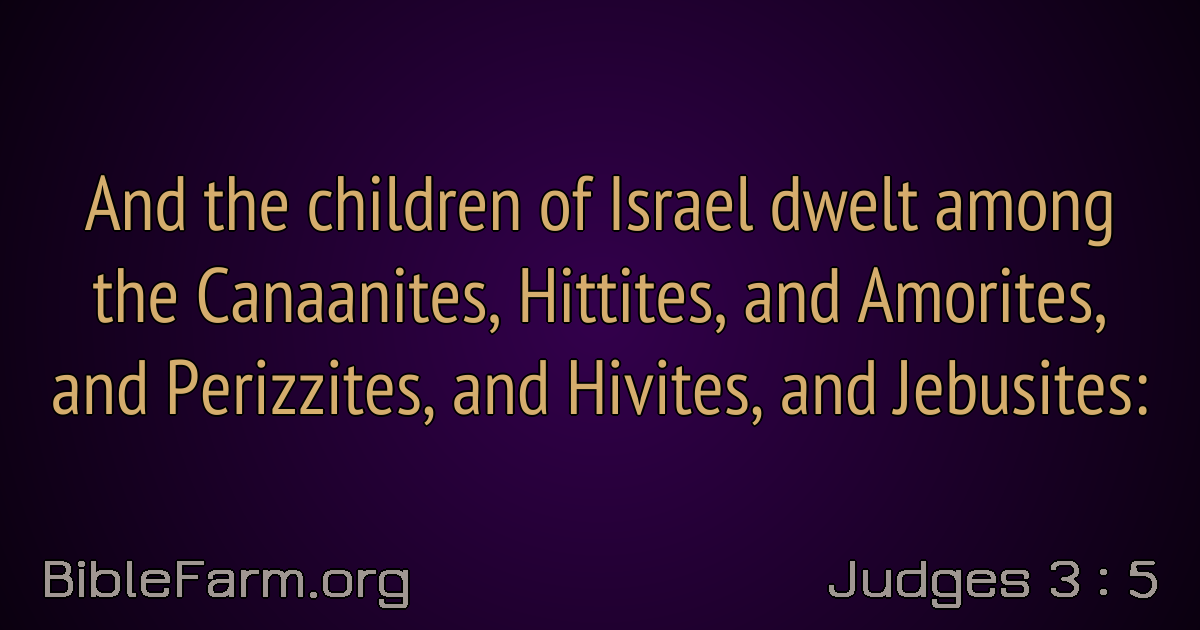 And the children of Israel dwelt among
the Canaanites, Hittites, and Amorites,
and Perizzites, and Hivites, and Jebusites:
BibleFarm.org
Judges 3 : 5